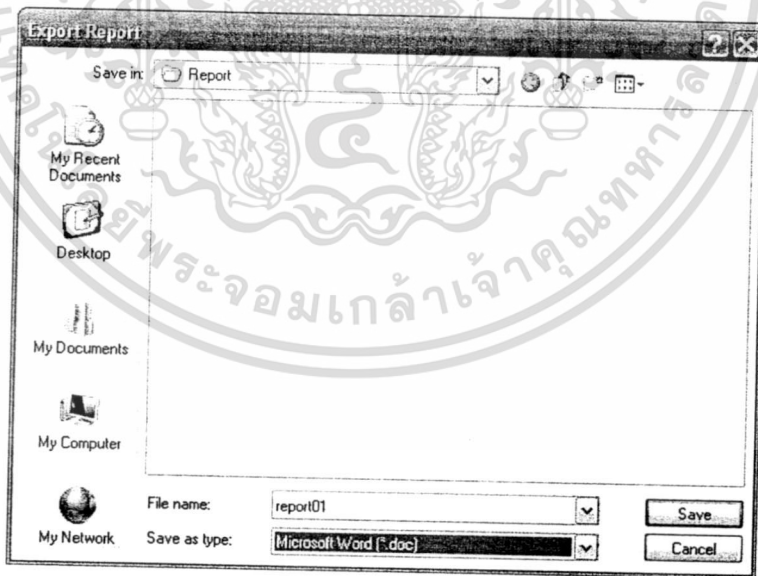 Export Report
Save in:
Report
My Recent
Documents
Desktop
My Documents
My Computer
My Network
File name:
report01
Save as type:
Microsoft Word (*.doc)
Save
Cancel
พระจอมเกล้าเจ้าคุณทหาร